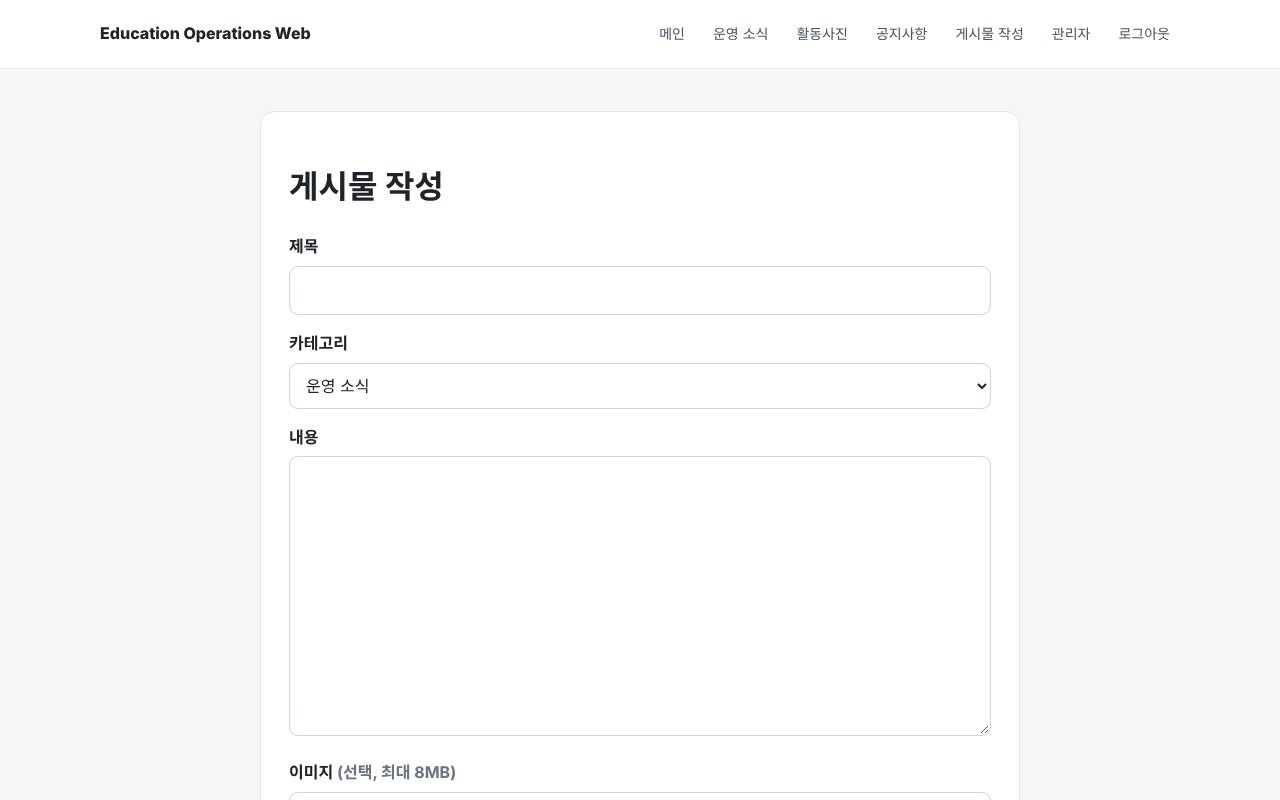 Education Operations Web
메인 운영 소식 활동사진 공지사항 게시물 작성 관리자 로그아웃
게시물 작성
제목
카테고리
운영 소식
내용
이미지 (선택, 최대 8MB)